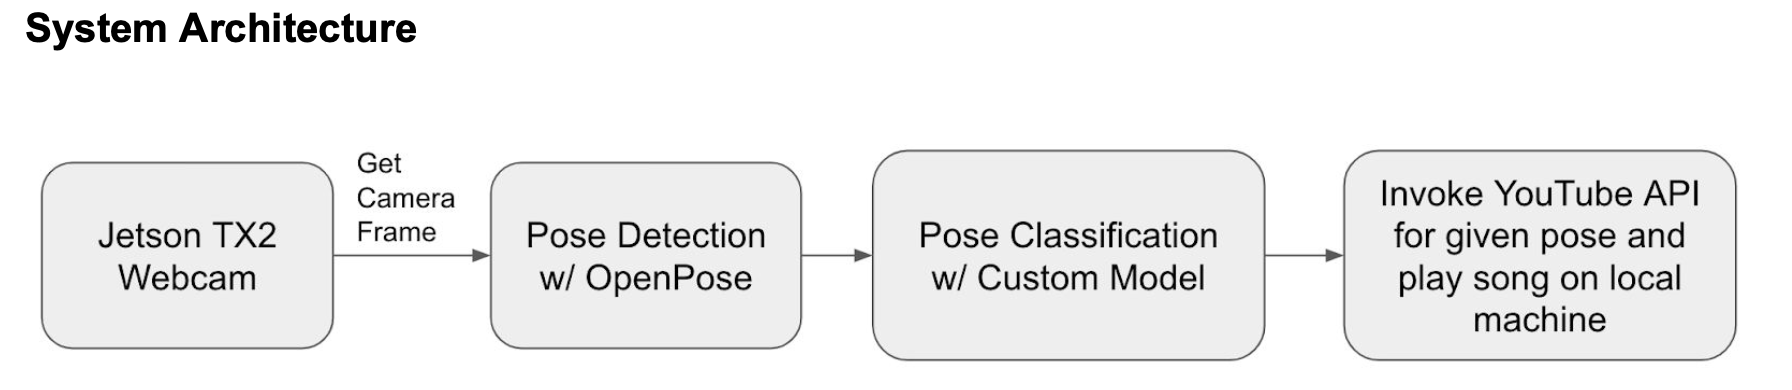 System Architecture
Jetson TX2
Webcam
Get
Camera
Frame
Pose Detection
w/ OpenPose
Pose Classification
w/ Custom Model
Invoke YouTube API
for given pose and
play song on local
machine